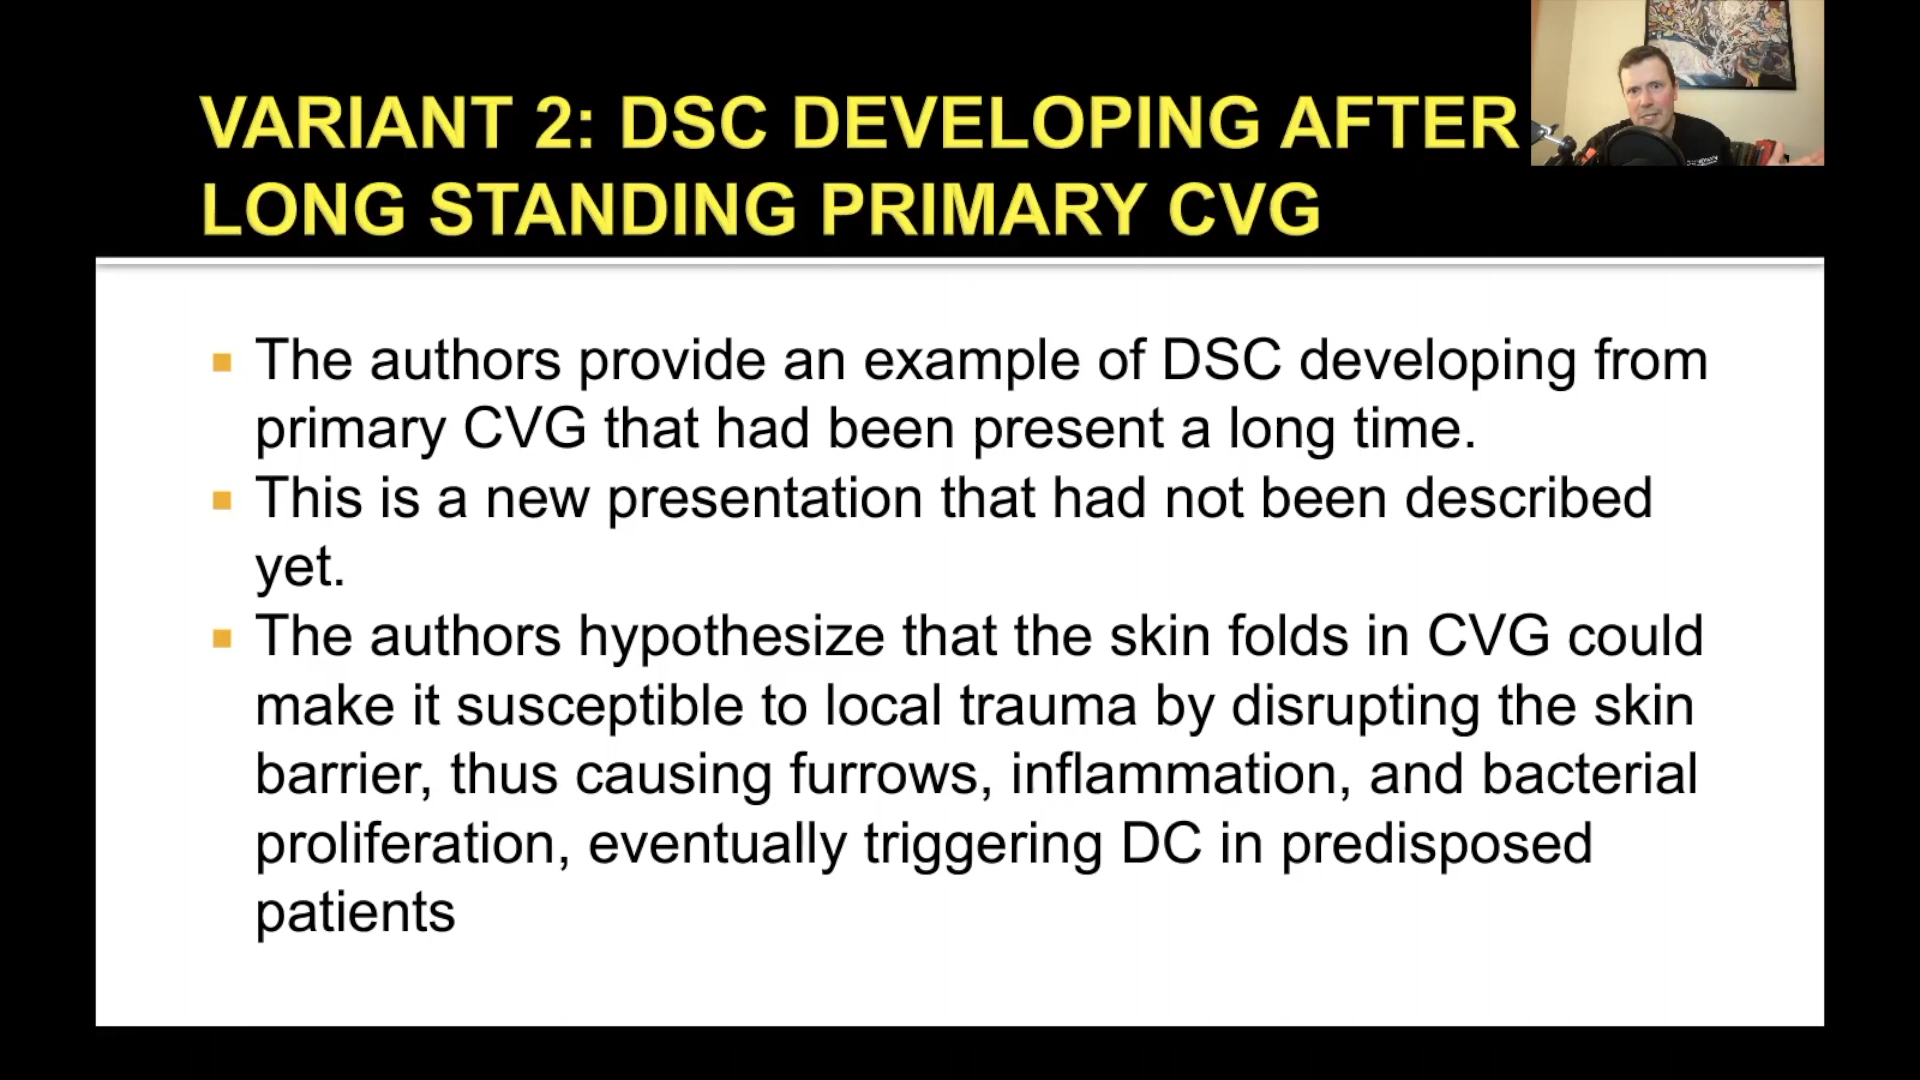 VARIANT 2: DSC DEVELOPING AFTER
LONG STANDING PRIMARY CVG
The authors provide an example of DSC developing from
primary CVG that had been present a long time.
This is a new presentation that had not been described
yet.
The authors hypothesize that the skin folds in CVG could
make it susceptible to local trauma by disrupting the skin
barrier, thus causing furrows, inflammation, and bacterial
proliferation, eventually triggering DC in predisposed
patients